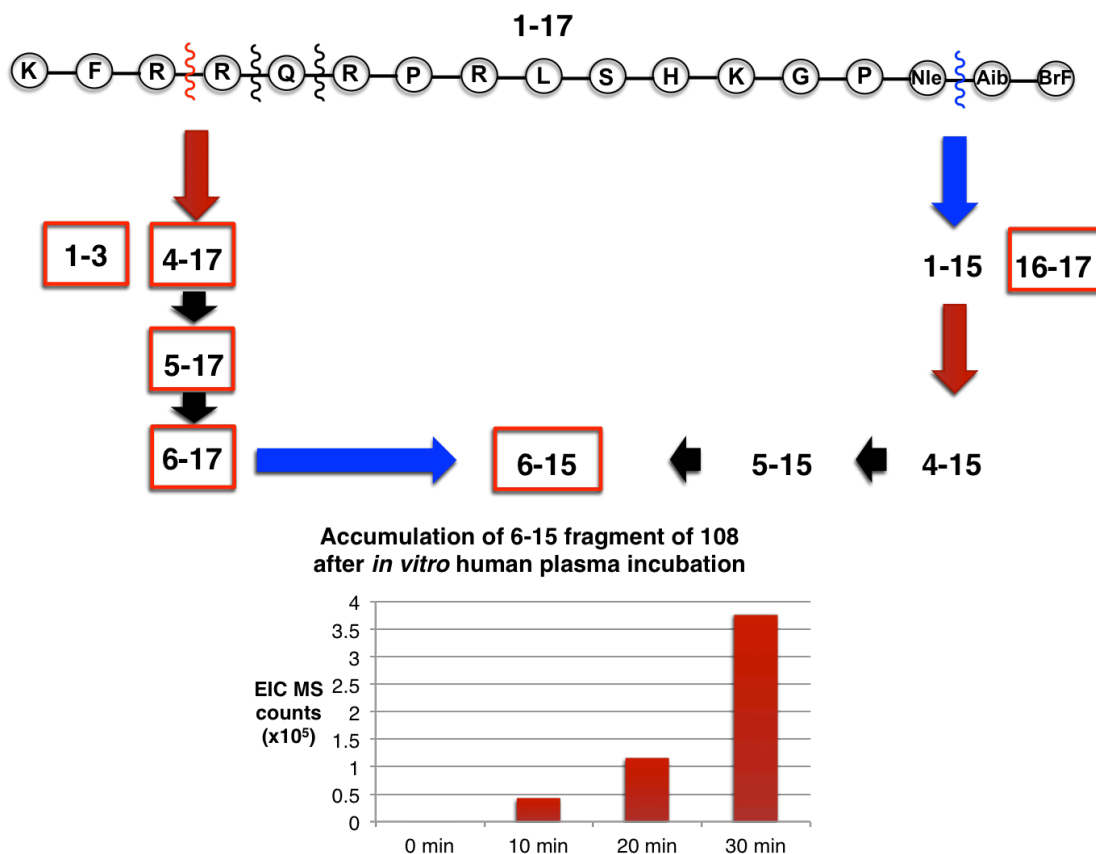 1-17
K F R R Q R P R L S H K G P Nle Aib BrF
1-3 4-17 1-15 16-17
5-17
6-17 6-15 5-15 4-15
Accumulation of 6-15 fragment of 108
after in vitro human plasma incubation
EIC MS
counts
(x10⁵)
4
3.5
3
2.5
2
1.5
1
0.5
0
0 min 10 min 20 min 30 min